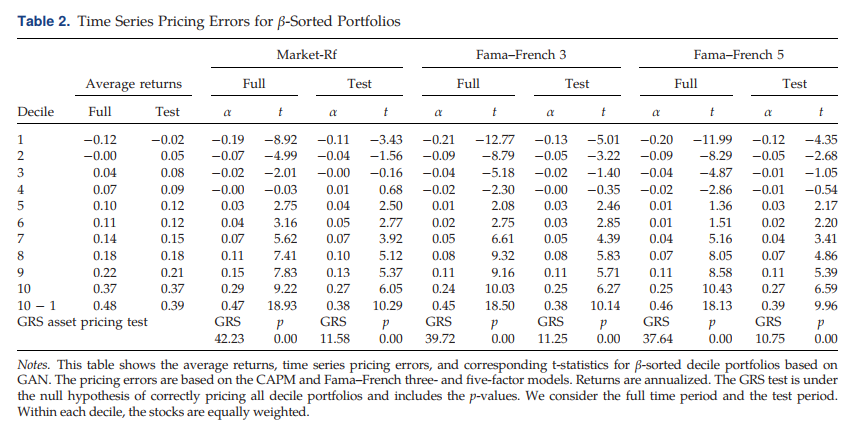 Table 2. Time Series Pricing Errors for β-Sorted Portfolios
Market-Rf Fama–French 3 Fama–French 5
Average returns Full Test Full Test Full Test
Decile Full Test α t α t α t α t α t α t
1 −0.12 −0.02 −0.19 −8.92 −0.11 −3.43 −0.21 −12.77 −0.13 −5.01 −0.20 −11.99 −0.12 −4.35
2 −0.00 0.05 −0.07 −4.99 −0.04 −1.56 −0.09 −8.79 −0.05 −3.22 −0.09 −8.29 −0.05 −2.68
3 0.04 0.08 −0.02 −2.01 −0.00 −0.16 −0.04 −5.18 −0.02 −1.40 −0.04 −4.87 −0.01 −1.05
4 0.07 0.09 −0.00 −0.03 0.01 0.68 −0.02 −2.30 −0.00 −0.35 −0.02 −2.86 −0.01 −0.54
5 0.10 0.12 0.03 2.75 0.04 2.50 0.01 2.08 0.03 2.46 0.01 1.36 0.03 2.17
6 0.11 0.12 0.04 3.16 0.05 2.77 0.02 2.75 0.03 2.85 0.01 1.51 0.02 2.20
7 0.14 0.15 0.07 5.62 0.07 3.92 0.05 6.61 0.05 4.39 0.04 5.16 0.04 3.41
8 0.18 0.18 0.11 7.41 0.10 5.12 0.08 9.32 0.08 5.83 0.07 8.05 0.07 4.86
9 0.22 0.21 0.15 7.83 0.13 5.37 0.11 9.16 0.11 5.71 0.11 8.58 0.11 5.39
10 0.37 0.37 0.29 9.22 0.27 6.05 0.24 10.03 0.25 6.27 0.25 10.43 0.27 6.59
10 − 1 0.48 0.39 0.47 18.93 0.38 10.29 0.45 18.50 0.38 10.14 0.46 18.13 0.39 9.96
GRS asset pricing test GRS p GRS p GRS p GRS p GRS p GRS p
42.23 0.00 11.58 0.00 39.72 0.00 11.25 0.00 37.64 0.00 10.75 0.00
Notes. This table shows the average returns, time series pricing errors, and corresponding t-statistics for β-sorted decile portfolios based on
GAN. The pricing errors are based on the CAPM and Fama–French three- and five-factor models. Returns are annualized. The GRS test is under
the null hypothesis of correctly pricing all decile portfolios and includes the p-values. We consider the full time period and the test period.
Within each decile, the stocks are equally weighted.